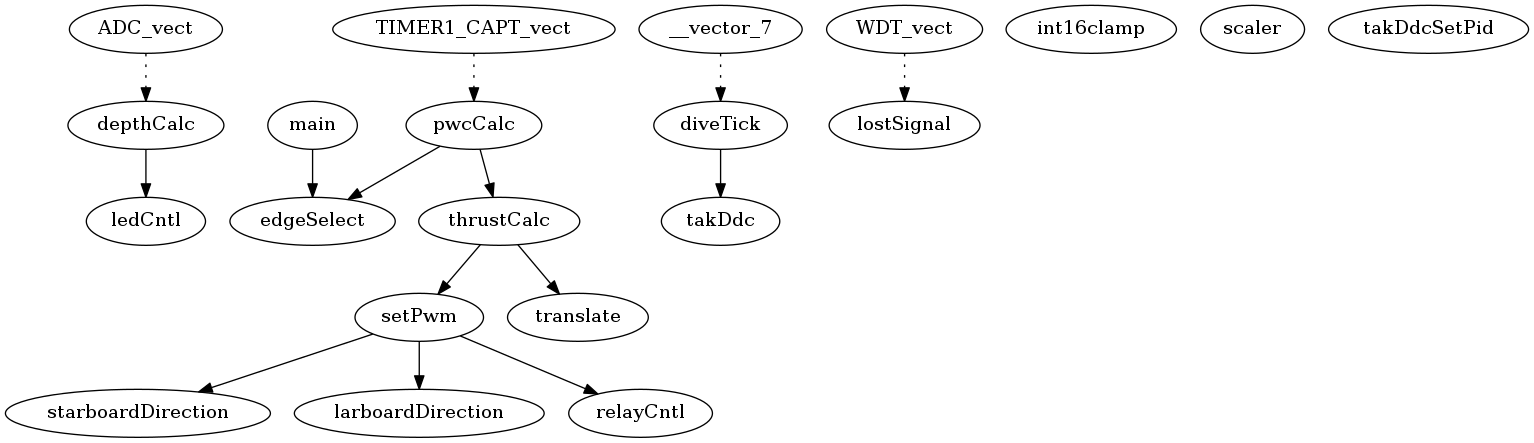 ADC_vect
TIMER1_CAPT_vect
__vector_7
WDT_vect
int16clamp
scaler
takDdcSetPid
depthCalc
main
pwcCalc
diveTick
lostSignal
ledCntl
edgeSelect
thrustCalc
takDdc
setPwm
translate
starboardDirection
larboardDirection
relayCntl